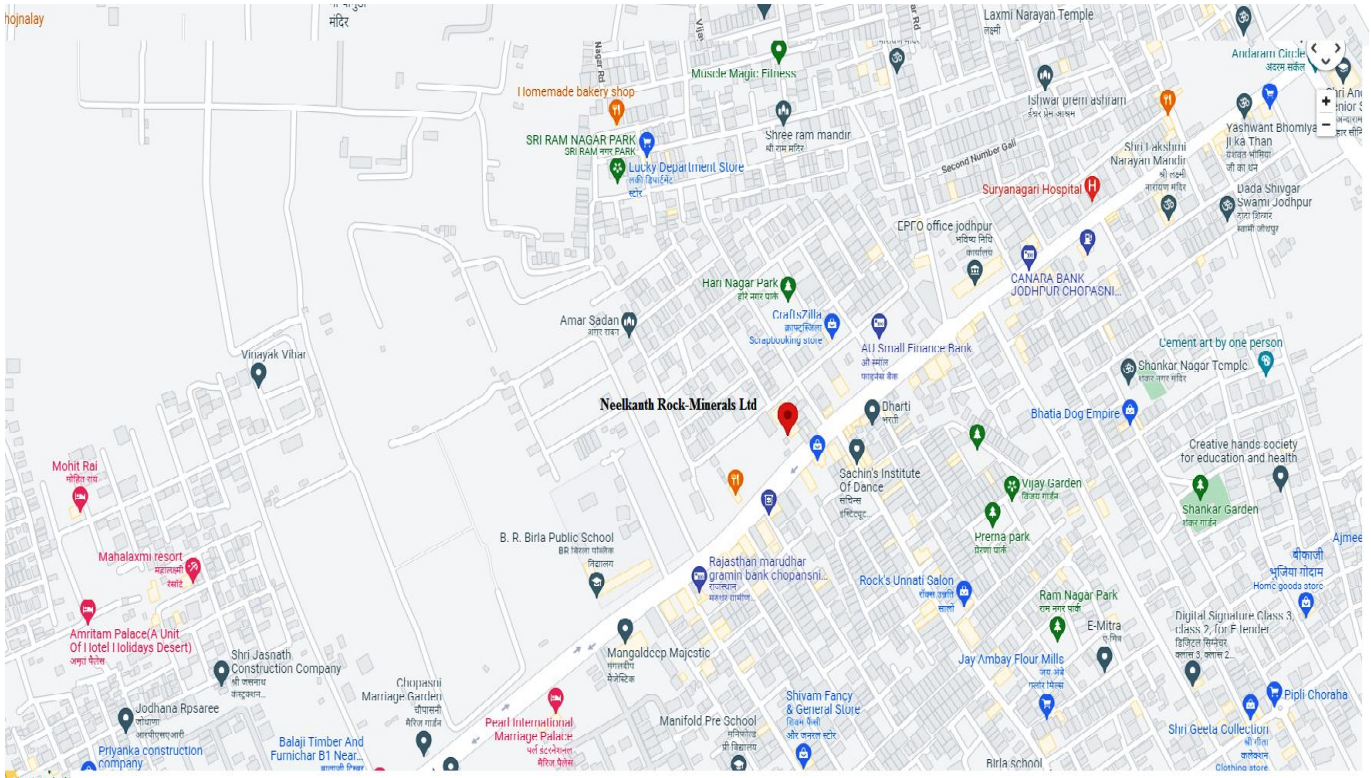 hojnalay
मंदिर
Laxmi Narayan Temple
लक्ष्मी
Andaram Circle
अंदरम सर्कल
Nagar Rd
Muscle Magic Fitness
Homemade bakery shop
Ishwar prem ashram
ईश्वर प्रेम आश्रम
SRI RAM NAGAR PARK
SRI RAM नगर PARK
Shree ram mandir
श्री राम मंदिर
Yashwant Bhomiya
Ji ka Than
यशवंत भोमिया
जी का थन
Lucky Department Store
लकी डिपार्टमेंट
स्टोर
Second Number Gali
Shri Lakshmi
Narayan Mandir
श्री लक्ष्मी
नारायण मंदिर
Suryanagari Hospital
Dada Shivgar
Swami Jodhpur
स्वामी जोधपुर
EPFO office jodhpur
भविष्य निधि
कार्यालय
CANARA BANK
JODHPUR CHOPASNI...
Hari Nagar Park
हरि नगर पार्क
Amar Sadan
CraftsZilla
क्राफ्ट्सज़िला
Scrapbooking store
AU Small Finance Bank
औ स्मॉल
फाइनेंस बैंक
Cement art by one person
Vinayak Vihar
Shankar Nagar Temple
शंकर नगर मंदिर
Neelkanth Rock-Minerals Ltd
Dharti
Bhatia Dog Empire
Creative hands society
for education and health
Mohit Rai
मोहित राय
Sachin's Institute
Of Dance
Vijay Garden
विजय गार्डन
Shankar Garden
शंकर गार्डन
B. R. Birla Public School
BR बिरला पब्लिक
विद्यालय
Prerna park
प्रेरणा पार्क
Ajmee
Mahalaxmi resort
महालक्ष्मी
रिसॉर्ट
Rajasthan marudhar
gramin bank chopansni...
राजस्थान
मरुधर ग्रामीण...
बीकाजी
भुजिया गोदाम
Home goods store
Rock's Unnati Salon
Ram Nagar Park
राम नगर पार्क
Amritam Palace(A Unit
Of Hotel Holidays Desert)
अमृतं पैलेस
E-Mitra
ए-मित्र
Digital Signature Class 3,
class 2, for E tender
डिजिटल सिग्नेचर
क्लास 3, क्लास 2...
Shri Jasnath
Construction Company
श्री जसनाथ
कंस्ट्रक्शन...
Mangaldeep Majestic
मंगलदीप
मैजेस्टिक
Jay Ambay Flour Mills
जय अंबे
फ्लोर मिल्स
Chopasni
Marriage Garden
चौपासनी
मैरिज गार्डन
Jodhana Rpsaree
जोधाणा
आरपीएसएआरी
Pearl International
Marriage Palace
पर्ल इंटरनेशनल
मैरिज पैलेस
Shivam Fancy
& General Store
शिवम फैंसी
और जनरल स्टोर
Pipli Choraha
Manifold Pre School
मनिफोल्ड
प्री विद्यालय
Shri Geeta Collection
श्री गीता
कलेक्शन
Clothing store
Priyanka construction
company
Balaji Timber And
Furnichar B1 Near...
Birla school